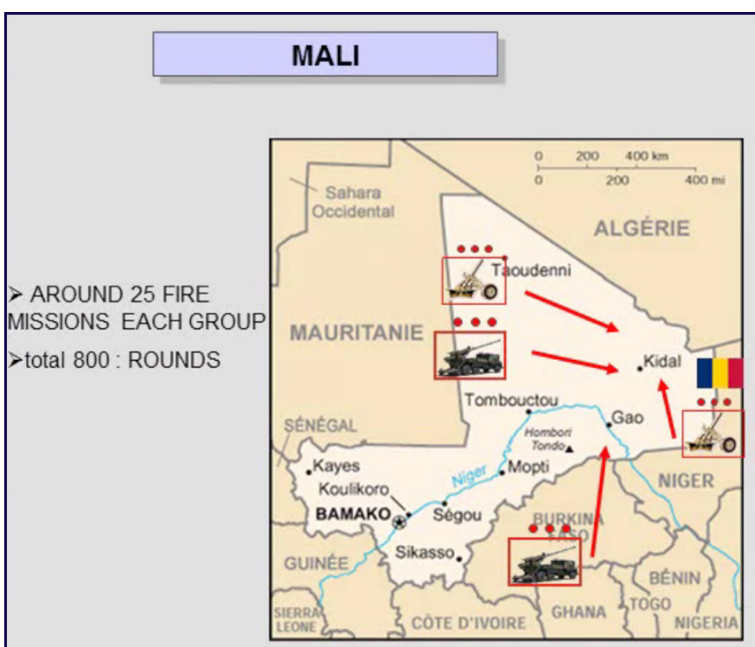 MALI
➢ AROUND 25 FIRE
MISSIONS EACH GROUP
➢total 800 : ROUNDS
0 200 400 km
0 200 400 mi
Sahara
Occidental
ALGÉRIE
Taoudenni
MAURITANIE
Kidal
Tombouctou
Gao
SÉNÉGAL
Hombori
Tondo
Kayes
Niger
Mopti
NIGER
Koulikoro
BAMAKO
Ségou
BURKINA
FASO
Sikasso
GUINÉE
BÉNIN
SIERRA
LEONE
CÔTE D'IVOIRE
GHANA
TOGO
NIGERIA